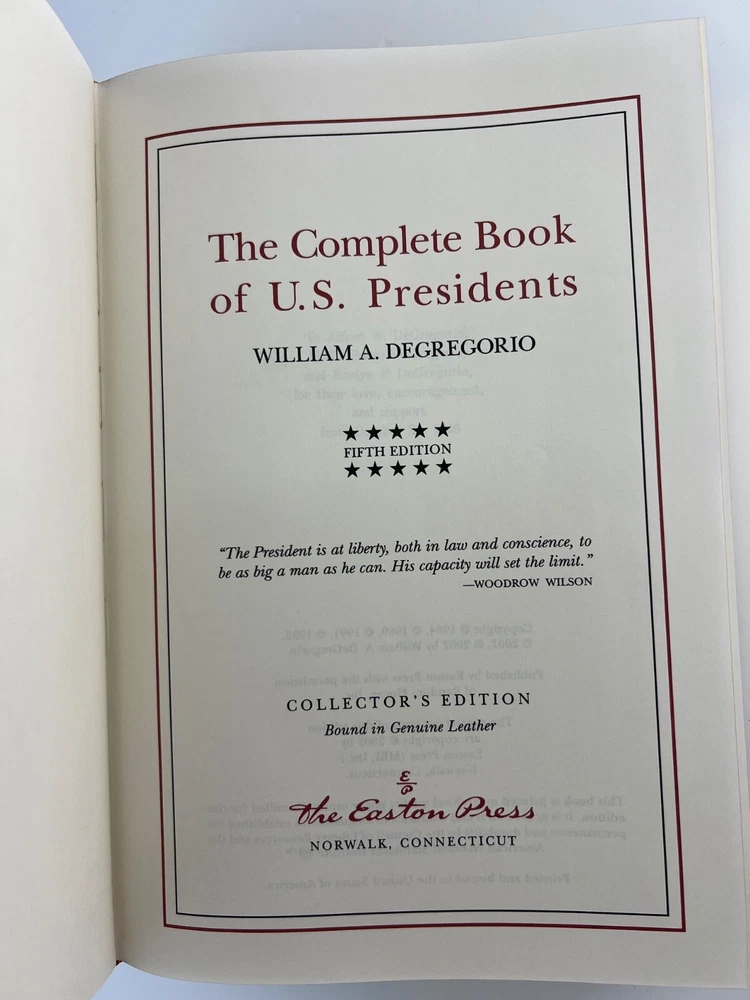 The Complete Book
of U.S. Presidents
WILLIAM A. DEGREGORIO
★ ★ ★ ★ ★
FIFTH EDITION
★ ★ ★ ★ ★
“The President is at liberty, both in law and conscience, to
be as big a man as he can. His capacity will set the limit.”
—WOODROW WILSON
COLLECTOR’S EDITION
Bound in Genuine Leather
The Easton Press
NORWALK, CONNECTICUT